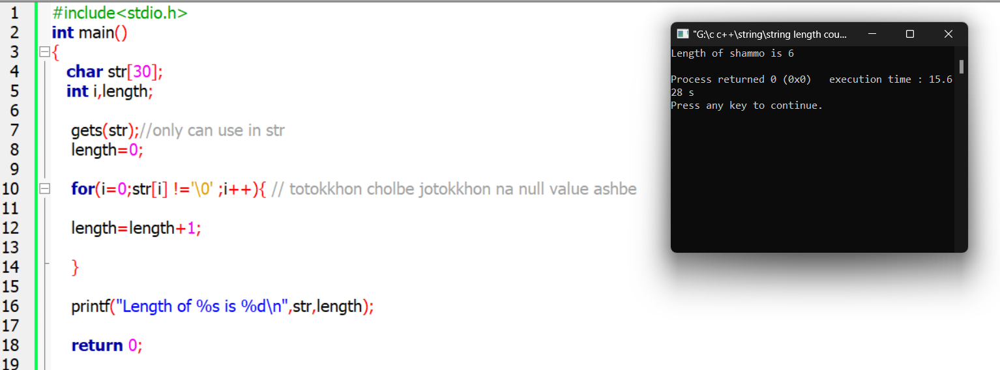 1 #include<stdio.h>
2 int main()
3 {
4 char str[30];
5 int i,length;
6
7 gets(str);//only can use in str
8 length=0;
9
10 for(i=0;str[i] !='\0' ;i++){ // totokkhon cholbe jotokkhon na null value ashbe
11
12 length=length+1;
13
14 }
15
16 printf("Length of %s is %d\n",str,length);
17
18 return 0;
19
"G:\c c++\string\string length cou...
Length of shammo is 6
Process returned 0 (0x0)   execution time : 15.6
28 s
Press any key to continue.